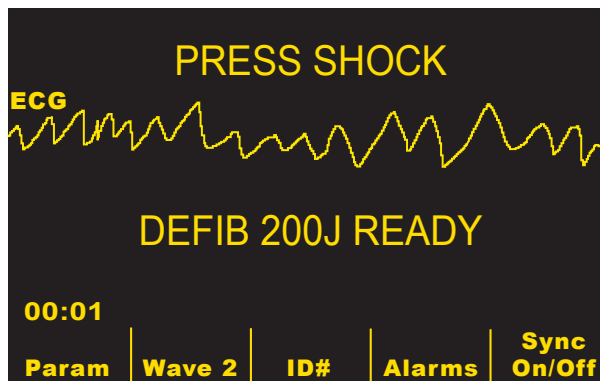 PRESS SHOCK
ECG
DEFIB 200J READY
00:01
Param Wave 2 ID# Alarms Sync On/Off